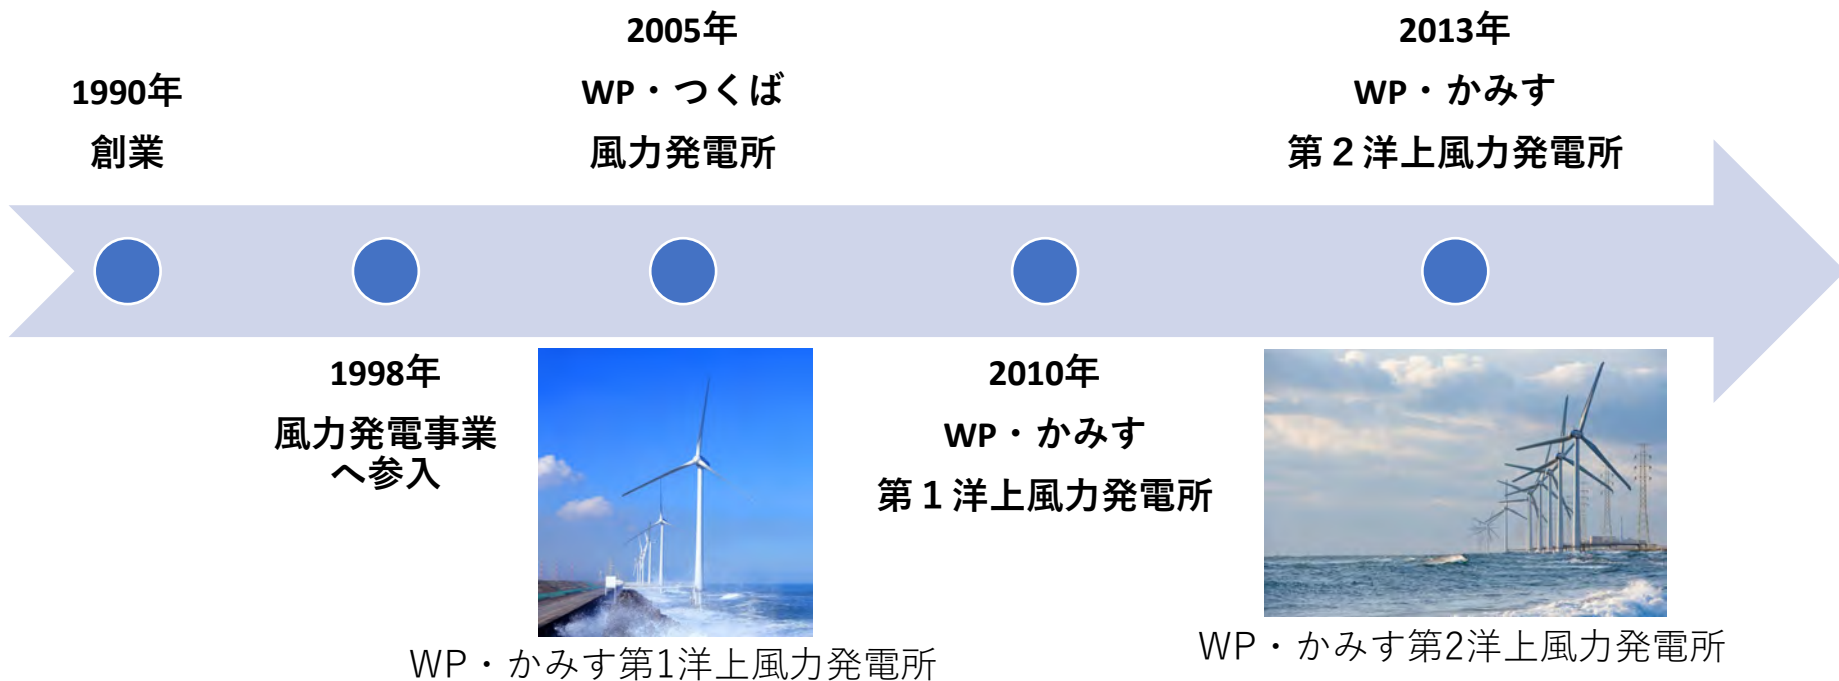 1990年
創業
1998年
風力発電事業
へ参入
2005年
WP・つくば
風力発電所
2010年
WP・かみす
第１洋上風力発電所
2013年
WP・かみす
第２洋上風力発電所
WP・かみす第1洋上風力発電所
WP・かみす第2洋上風力発電所